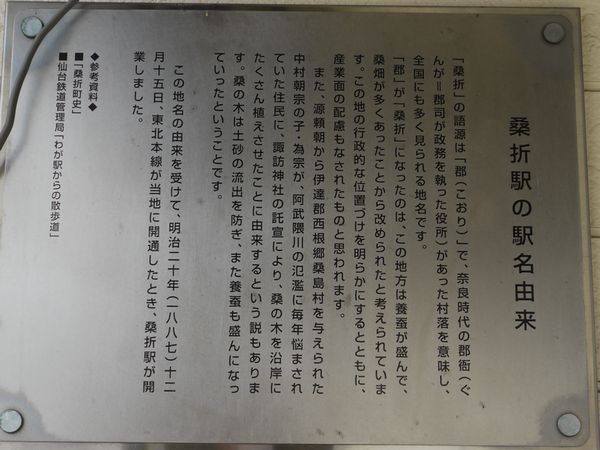 桑折駅の駅名由来
「桑折」の語源は「郡（こおり）」で、奈良時代の郡衙（ぐ
んが＝郡司が政務を執った役所）があった村落を意味し、
全国にも多く見られる地名です。
「郡」が「桑折」になったのは、この地方は養蚕が盛んで、
桑畑が多くあったことから改められたと考えられていま
す。この地の行政的な位置づけを明らかにするとともに、
産業面の配慮もなされたものと思われます。
また、源頼朝から伊達郡西根郷桑島村を与えられた
中村朝宗の子・為宗が、阿武隈川の氾濫に毎年悩まされ
ていた住民に、諏訪神社の託宣により、桑の木を沿岸に
たくさん植えさせたことに由来するという説もありま
す。桑の木は土砂の流出を防ぎ、また養蚕も盛んになっ
ていったということです。
この地名の由来を受けて、明治二十年（一八八七）十二
月十五日、東北本線が当地に開通したとき、桑折駅が開
業しました。
◆参考資料◆
■「桑折町史」
■仙台鉄道管理局「わが駅からの散歩道」